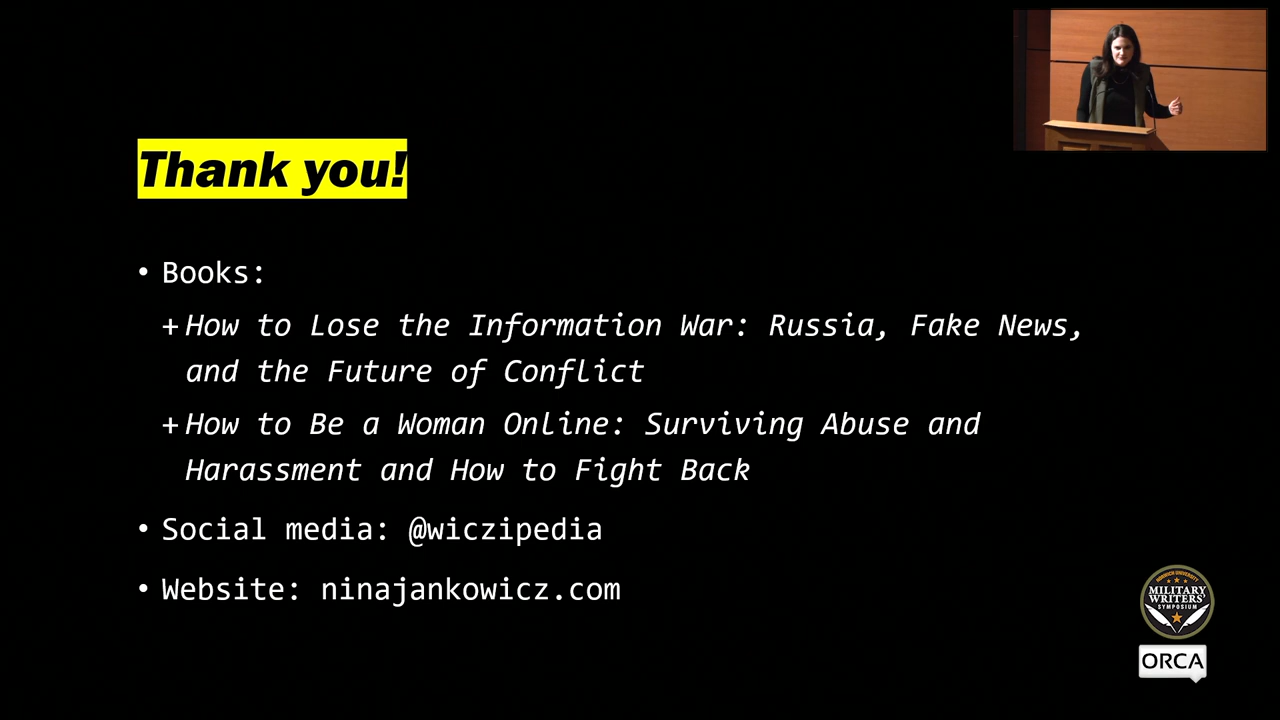 Thank you!
• Books:
+ How to Lose the Information War: Russia, Fake News,
and the Future of Conflict
+ How to Be a Woman Online: Surviving Abuse and
Harassment and How to Fight Back
• Social media: @wiczipedia
• Website: ninajankowicz.com
NORWICH UNIVERSITY
MILITARY
WRITERS'
SYMPOSIUM
ORCA